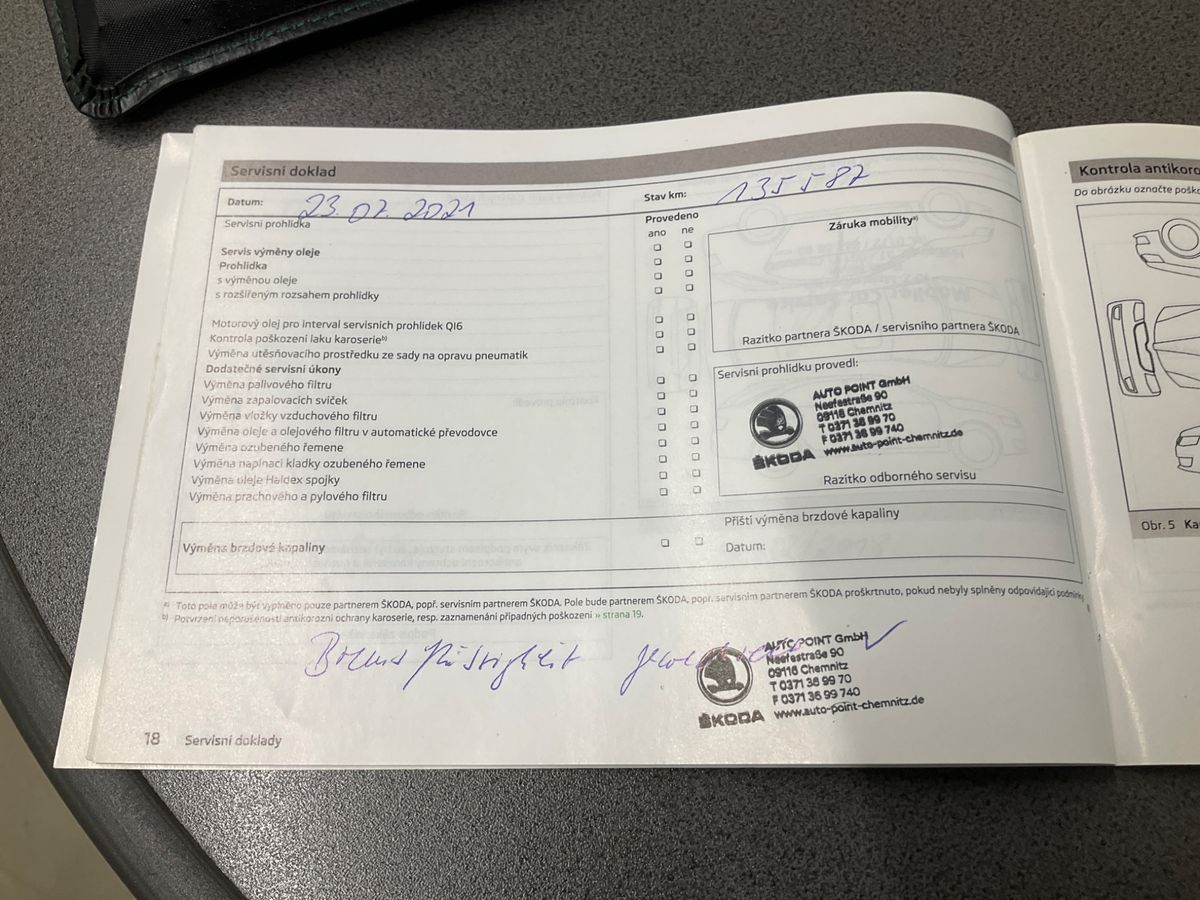 Servisní doklad
Datum: 23.07.2021
Stav km: 135587
Servisní prohlídka
Provedeno
ano ne
Servis výměny oleje
Prohlídka
s výměnou oleje
s rozšířeným rozsahem prohlídky
Motorový olej pro interval servisních prohlídek QI6
Kontrola poškození laku karoserieb)
Výměna utěsňovacího prostředku ze sady na opravu pneumatik
Dodatečné servisní úkony
Výměna palivového filtru
Výměna zapalovacích svíček
Výměna vložky vzduchového filtru
Výměna oleje a olejového filtru v automatické převodovce
Výměna ozubeného řemene
Výměna napínací kladky ozubeného řemene
Výměna oleje Haldex spojky
Výměna prachového a pylového filtru
Záruka mobilitya)
Razítko partnera ŠKODA / servisního partnera ŠKODA
Servisní prohlídku provedl:
AUTO POINT GmbH
Neefestraße 90
09116 Chemnitz
T 0371 36 99 70
F 0371 36 99 740
www.auto-point-chemnitz.de
ŠKODA
Razítko odborného servisu
Výměna brzdové kapaliny
Příští výměna brzdové kapaliny
Datum:
a) Toto pole může být vyplněno pouze partnerem ŠKODA, popř. servisním partnerem ŠKODA. Pole bude partnerem ŠKODA, popř. servisním partnerem ŠKODA proškrtnuto, pokud nebyly splněny odpovídající podmínky.
b) Potvrzení neporušenosti antikorozní ochrany karoserie, resp. zaznamenání případných poškození » strana 19.
Bremsflüssigkeit
AUTO POINT GmbH
Neefestraße 90
09116 Chemnitz
T 0371 36 99 70
F 0371 36 99 740
www.auto-point-chemnitz.de
ŠKODA
18 Servisní doklady
Kontrola
Do obrázku označte
Obr. 5